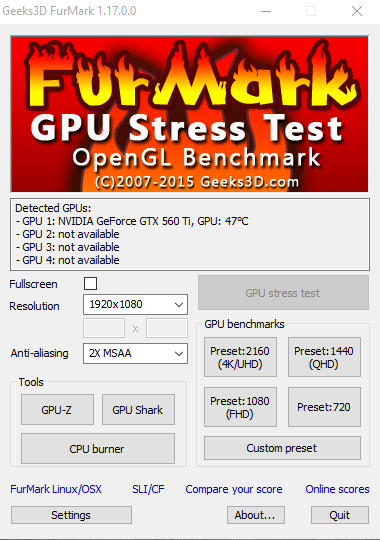 Geeks3D FurMark 1.17.0.0
FurMark
GPU Stress Test
OpenGL Benchmark
(C)2007-2015 Geeks3D.com
Detected GPUs:
- GPU 1: NVIDIA GeForce GTX 560 Ti, GPU: 47°C
- GPU 2: not available
- GPU 3: not available
- GPU 4: not available
Fullscreen
GPU stress test
Resolution
1920x1080
x
Anti-aliasing
2X MSAA
GPU benchmarks
Preset:2160
(4K/UHD)
Preset:1440
(QHD)
Preset:1080
(FHD)
Preset:720
Custom preset
Tools
GPU-Z
GPU Shark
CPU burner
FurMark Linux/OSX
SLI/CF
Compare your score
Online scores
Settings
About...
Quit